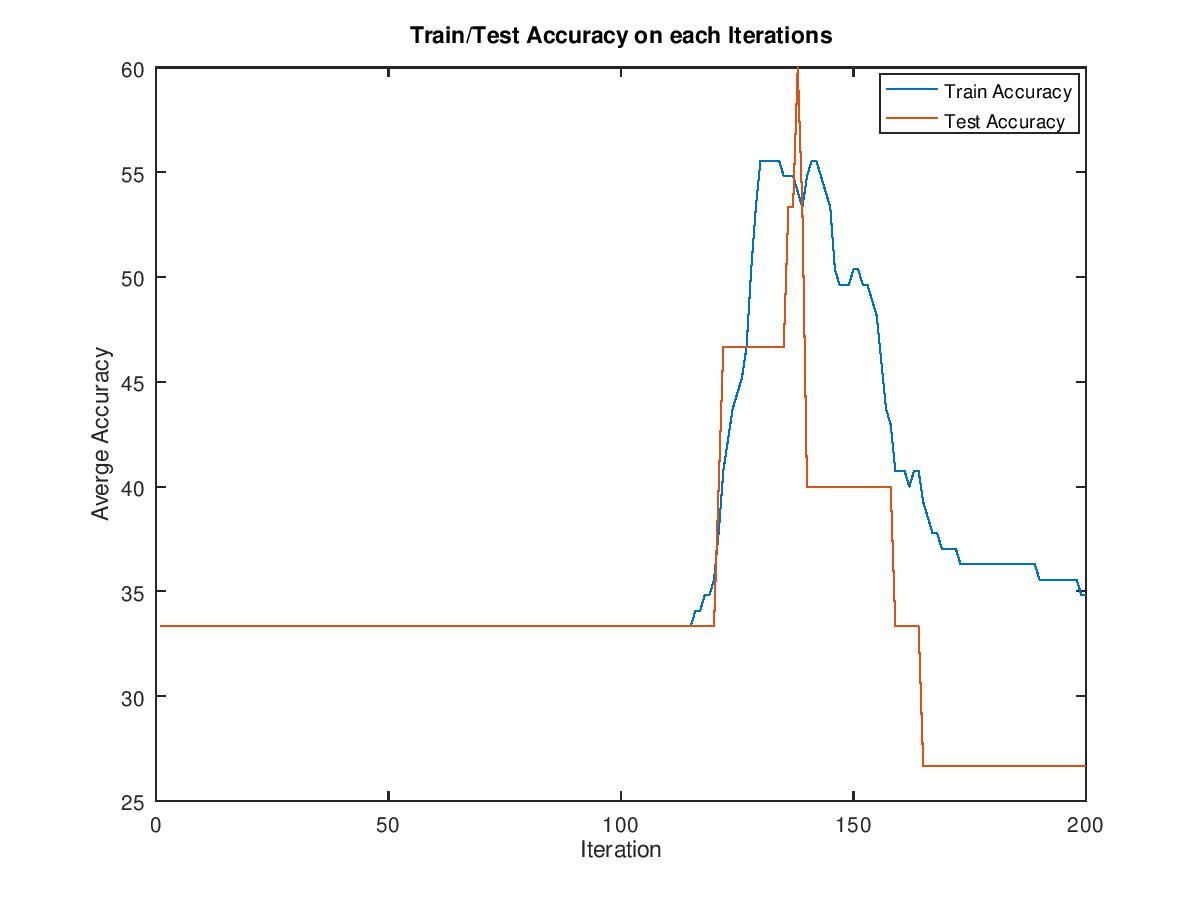 Train/Test Accuracy on each Iterations
Train Accuracy
Test Accuracy
60
55
50
45
40
35
30
25
Averge Accuracy
0 50 100 150 200
Iteration